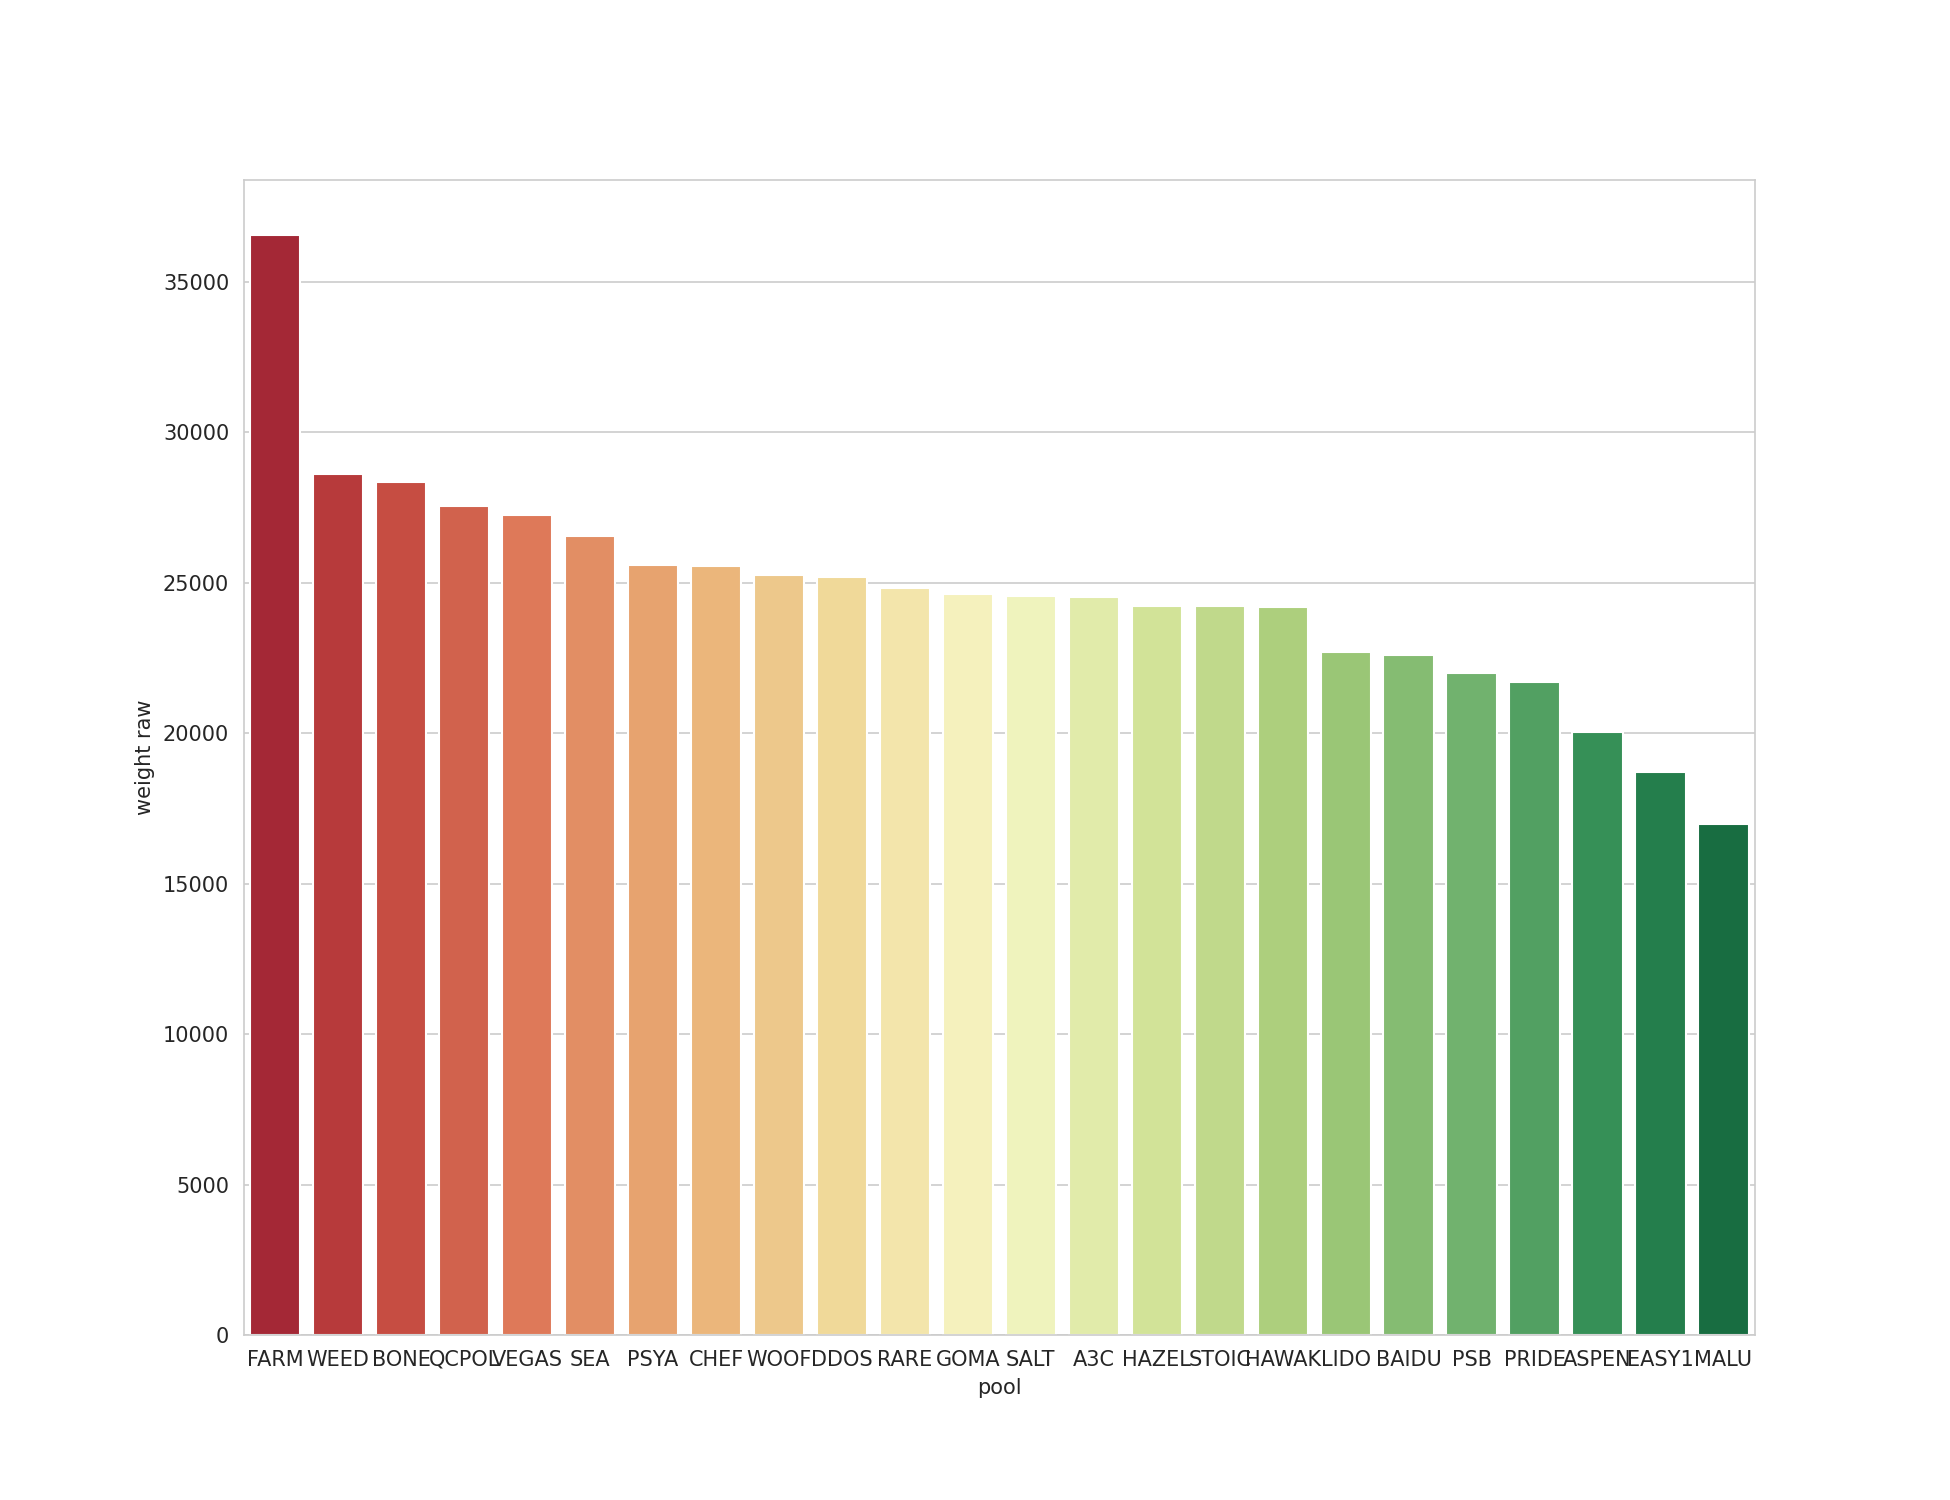 35000
30000
25000
20000
15000
10000
5000
0
weight raw
FARM WEED BONE QCPOL VEGAS SEA PSYA CHEF WOOF DDOS RARE GOMA SALT A3C HAZEL STOIC HAWAK LIDO BAIDU PSB PRIDE ASPEN EASY1 MALU
pool